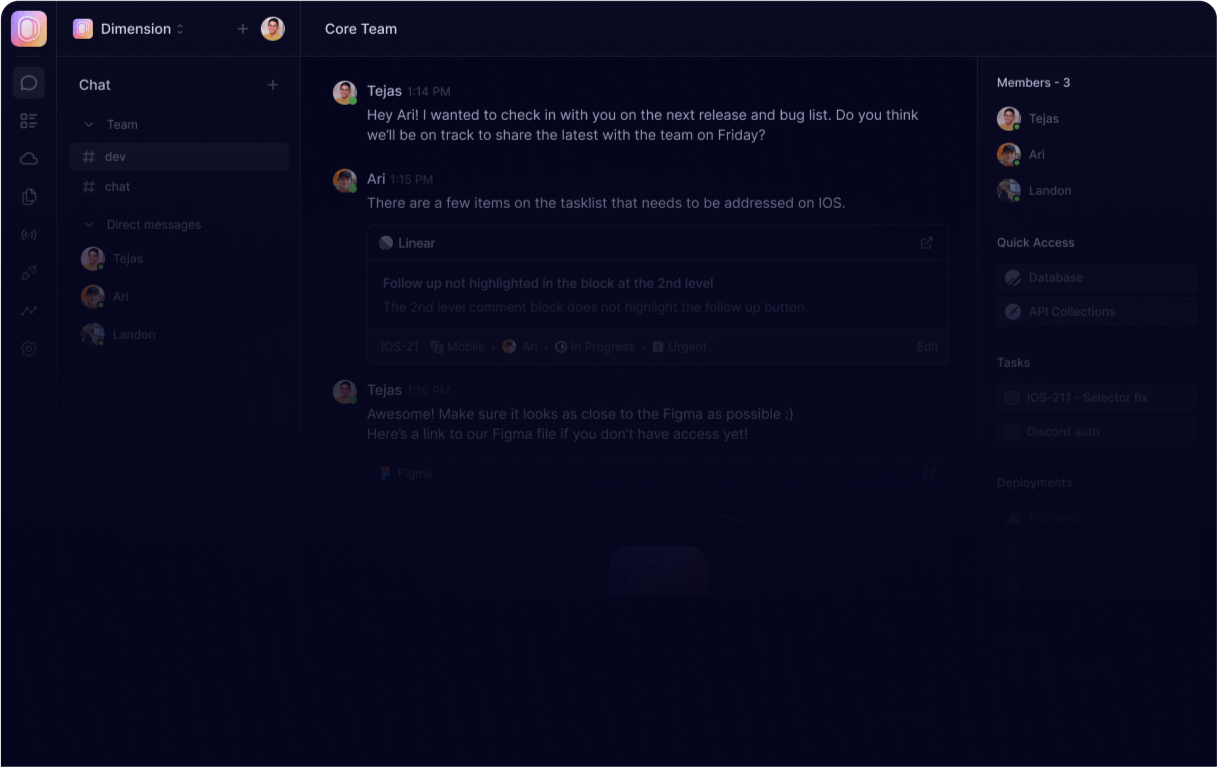 Dimension
Core Team
Chat
Team
# dev
# chat
Direct messages
Tejas
Ari
Landon
Tejas 1:14 PM
Hey Ari! I wanted to check in with you on the next release and bug list. Do you think
we’ll be on track to share the latest with the team on Friday?
Ari 1:15 PM
There are a few items on the tasklist that needs to be addressed on IOS.
Linear
Follow up not highlighted in the block at the 2nd level
The 2nd level comment block does not highlight the follow up button.
IOS-21 Mobile • Ari • In Progress • Urgent Edit
Tejas 1:16 PM
Awesome! Make sure it looks as close to the Figma as possible :)
Here’s a link to our Figma file if you don’t have access yet!
Figma
Members - 3
Tejas
Ari
Landon
Quick Access
Database
API Collections
Tasks
IOS-211 - Selector fix
Discord auth
Deployments
Frontend